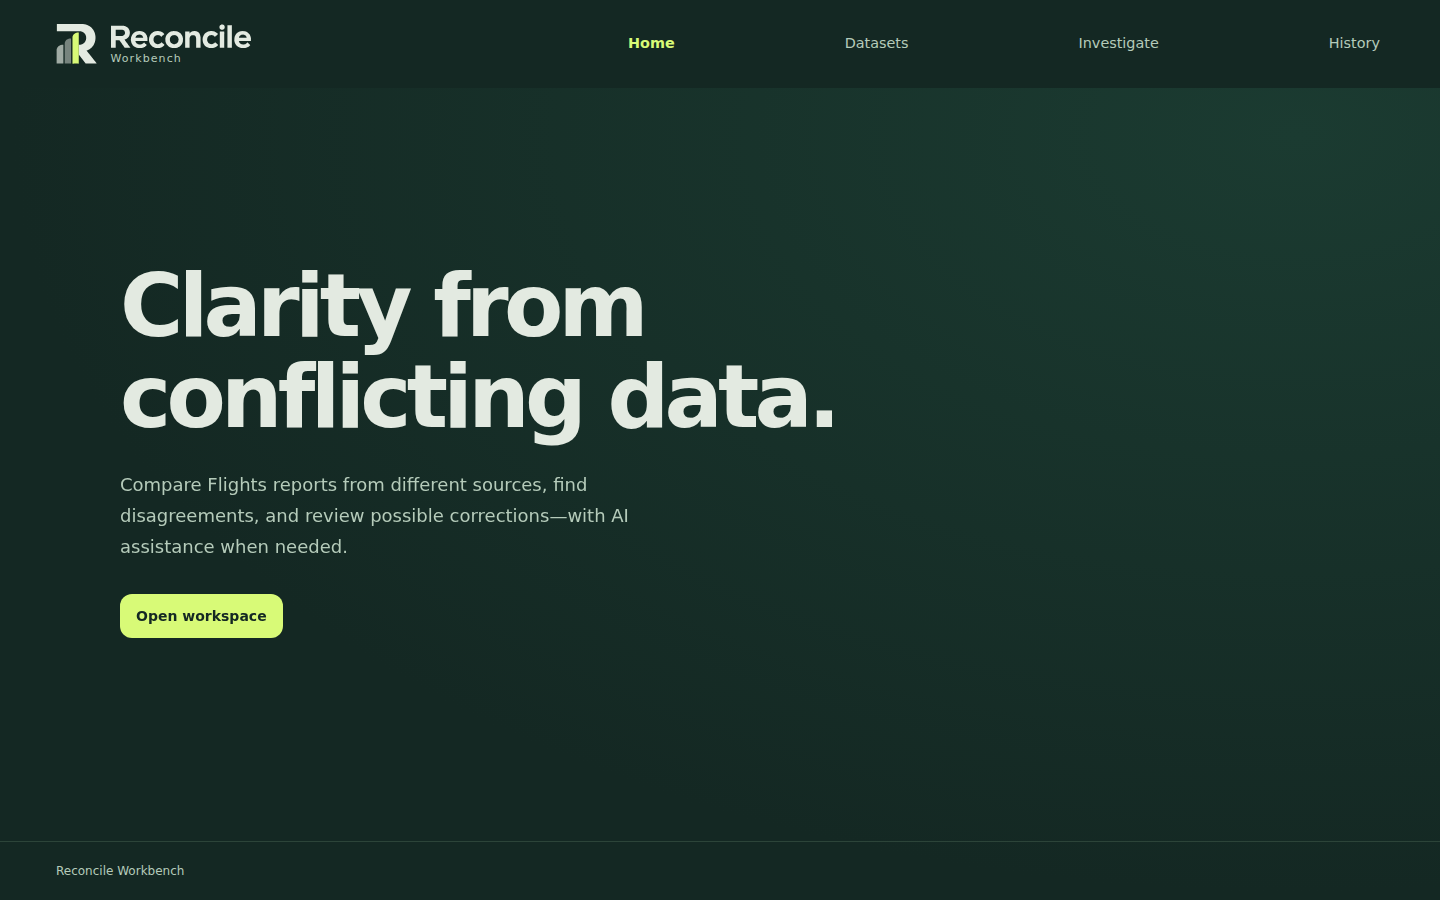 Reconcile
Workbench
Home
Datasets
Investigate
History
Clarity from
conflicting data.
Compare Flights reports from different sources, find
disagreements, and review possible corrections—with AI
assistance when needed.
Open workspace
Reconcile Workbench